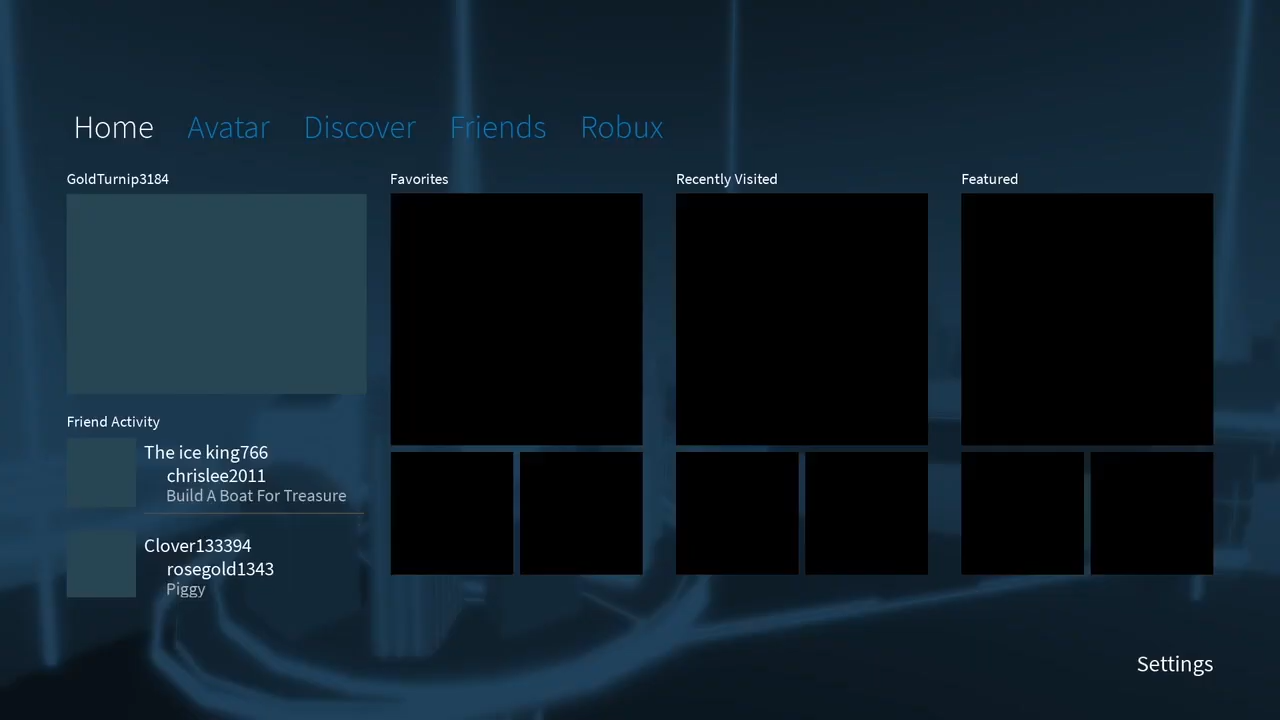 Home Avatar Discover Friends Robux
GoldTurnip3184
Favorites
Recently Visited
Featured
Friend Activity
The ice king766
chrislee2011
Build A Boat For Treasure
Clover133394
rosegold1343
Piggy
Settings